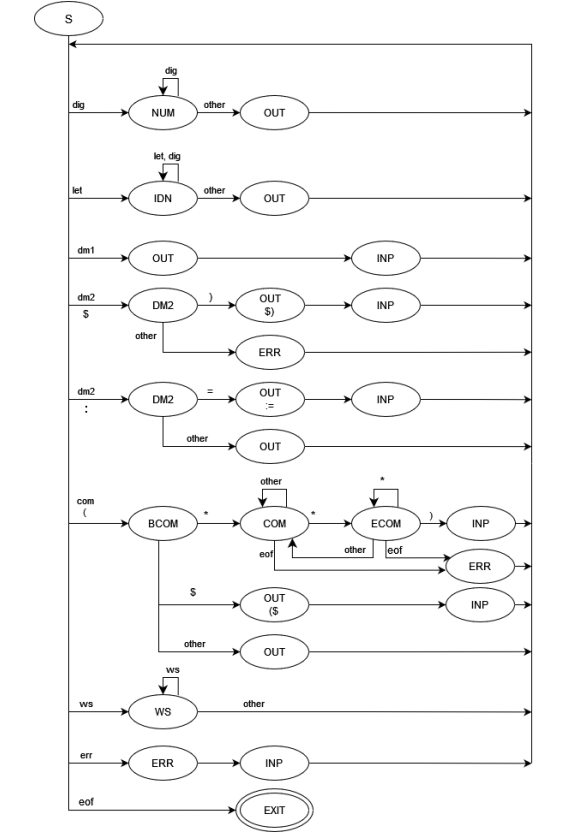 S
dig
dig
NUM
other
OUT
let, dig
let
IDN
other
OUT
dm1
OUT
INP
dm2
$
DM2
)
OUT
$)
INP
other
ERR
dm2
:
DM2
=
OUT
:=
INP
other
OUT
com
(
BCOM
*
other
COM
*
*
ECOM
)
INP
eof
other
eof
ERR
$
OUT
($
INP
other
OUT
ws
ws
WS
other
err
ERR
INP
eof
EXIT